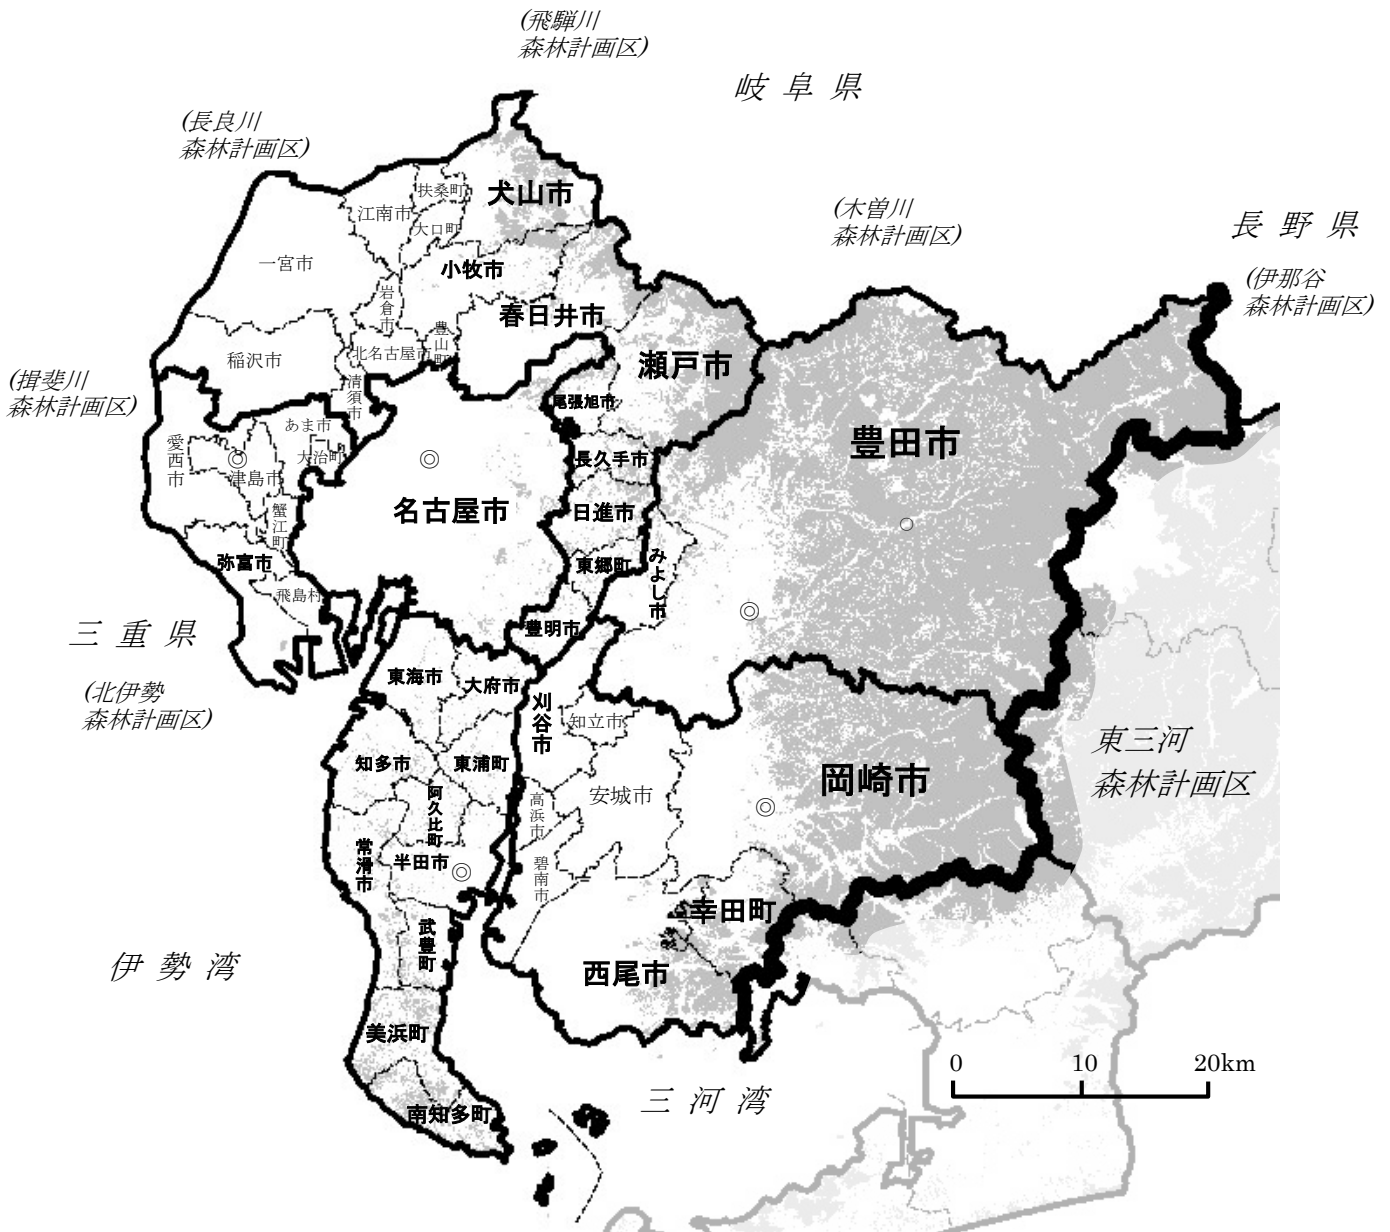 (飛騨川
森林計画区)
岐阜県
(長良川
森林計画区)
扶桑町
犬山市
江南市
大口町
(木曽川
森林計画区)
長野県
(伊那谷
森林計画区)
一宮市
小牧市
岩倉市
春日井市
豊山町
北名古屋市
稲沢市
清須市
瀬戸市
(揖斐川
森林計画区)
尾張旭市
あま市
愛西市
大治町
津島市
豊田市
長久手市
名古屋市
日進市
蟹江町
弥富市
東郷町
みよし市
飛島村
三重県
豊明市
(北伊勢
森林計画区)
東海市
大府市
刈谷市
知立市
東三河
森林計画区
知多市
東浦町
岡崎市
安城市
高浜市
阿久比町
常滑市
半田市
碧南市
幸田町
武豊町
伊勢湾
西尾市
美浜町
0 10 20km
三河湾
南知多町